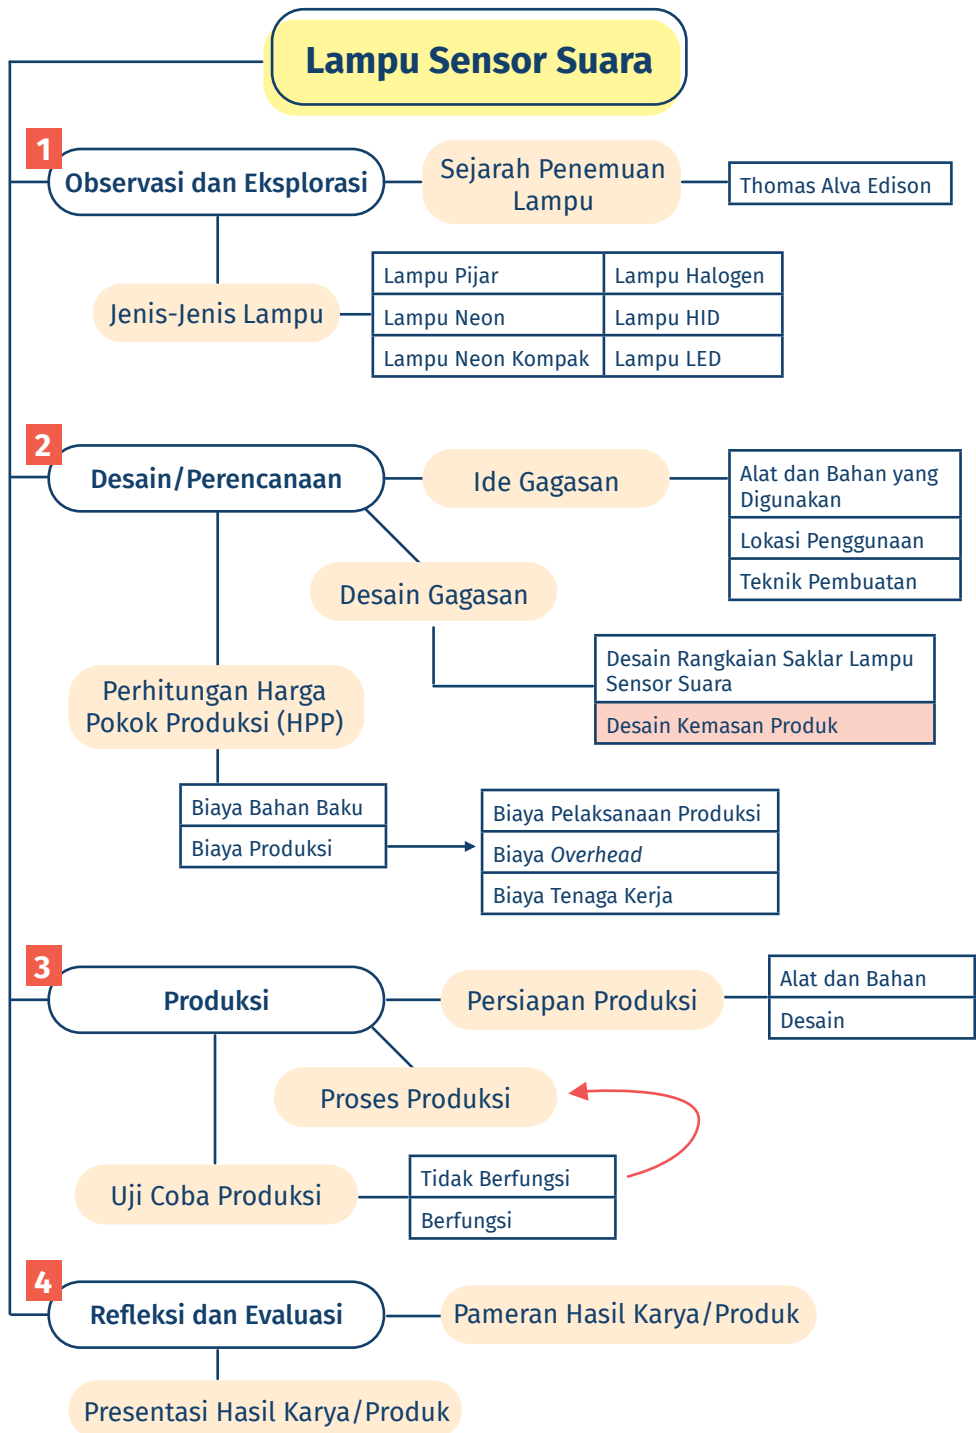 Lampu Sensor Suara
1
Observasi dan Eksplorasi
Sejarah Penemuan
Lampu
Thomas Alva Edison
Jenis-Jenis Lampu
Lampu Pijar
Lampu Halogen
Lampu Neon
Lampu HID
Lampu Neon Kompak
Lampu LED
2
Desain/Perencanaan
Ide Gagasan
Alat dan Bahan yang
Digunakan
Lokasi Penggunaan
Teknik Pembuatan
Desain Gagasan
Desain Rangkaian Saklar Lampu
Sensor Suara
Desain Kemasan Produk
Perhitungan Harga
Pokok Produksi (HPP)
Biaya Bahan Baku
Biaya Produksi
Biaya Pelaksanaan Produksi
Biaya Overhead
Biaya Tenaga Kerja
3
Produksi
Persiapan Produksi
Alat dan Bahan
Desain
Proses Produksi
Uji Coba Produksi
Tidak Berfungsi
Berfungsi
4
Refleksi dan Evaluasi
Pameran Hasil Karya/Produk
Presentasi Hasil Karya/Produk